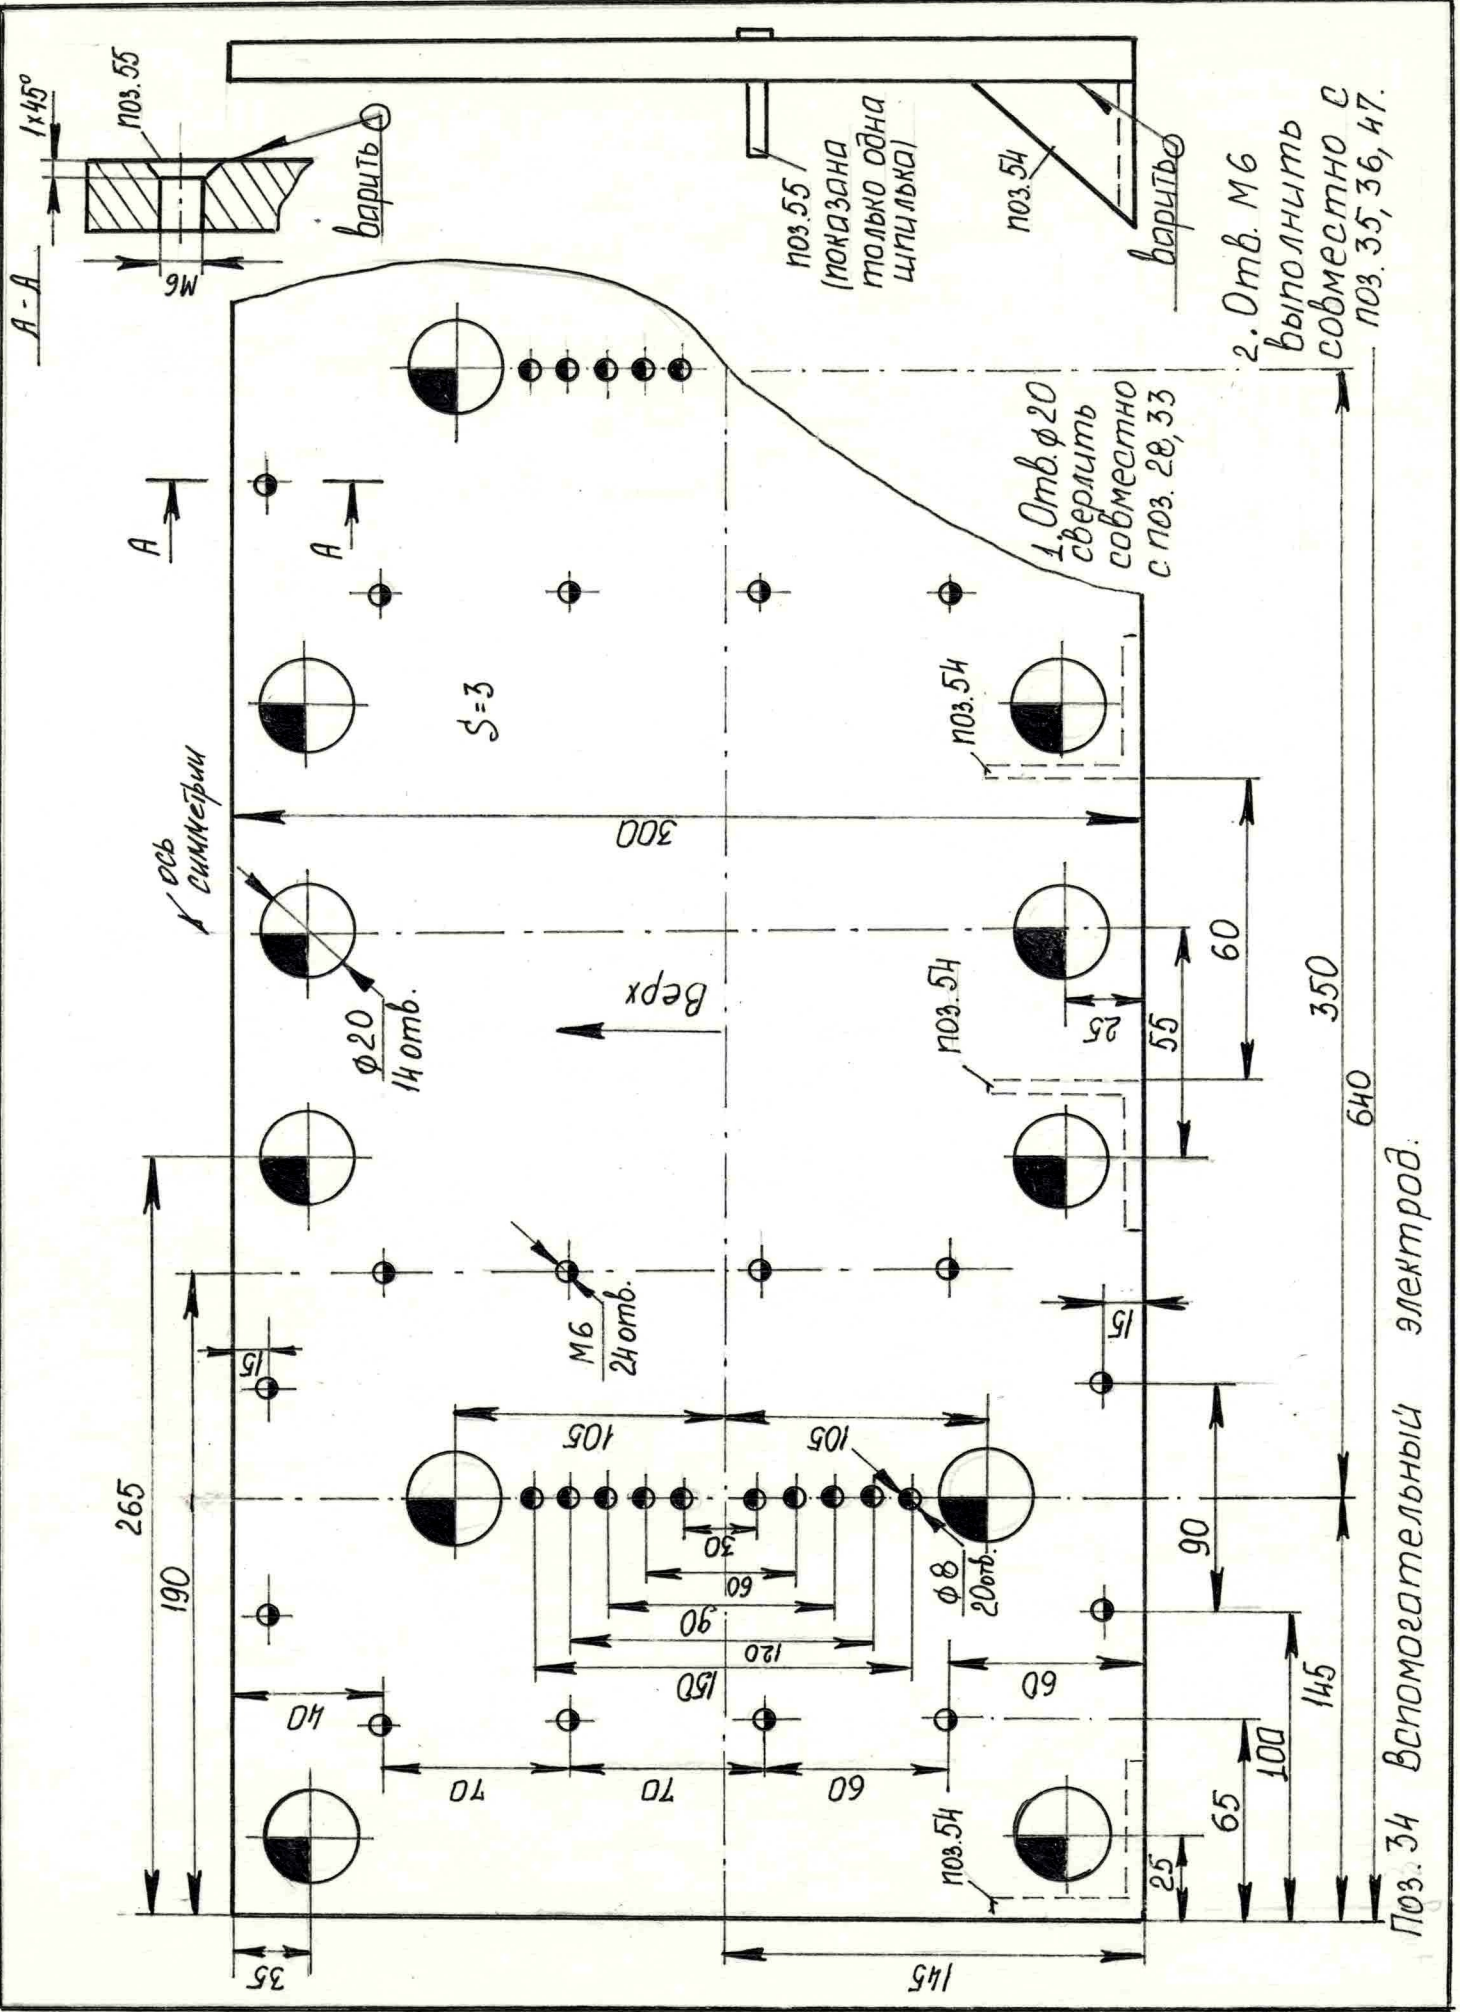 А - А
1х45°
поз.55
М6
варить
поз.55
(показана
только одна
шпилька)
поз.54
варить
2. Отв. М6
выполнить
совместно с
поз. 35, 36, 47.
1. Отв. ф20
сверлить
совместно
с поз. 28, 33
А
А
ось
симметрии
S=3
ф20
14 отв.
Верх
300
поз.54
поз.54
60
25
55
350
640
265
190
15
М6
24 отв.
15
105
105
30
60
90
120
150
ф8
20отв.
40
70
70
60
60
90
100
145
65
25
поз.54
35
145
Поз. 34 Вспомогательный электрод.